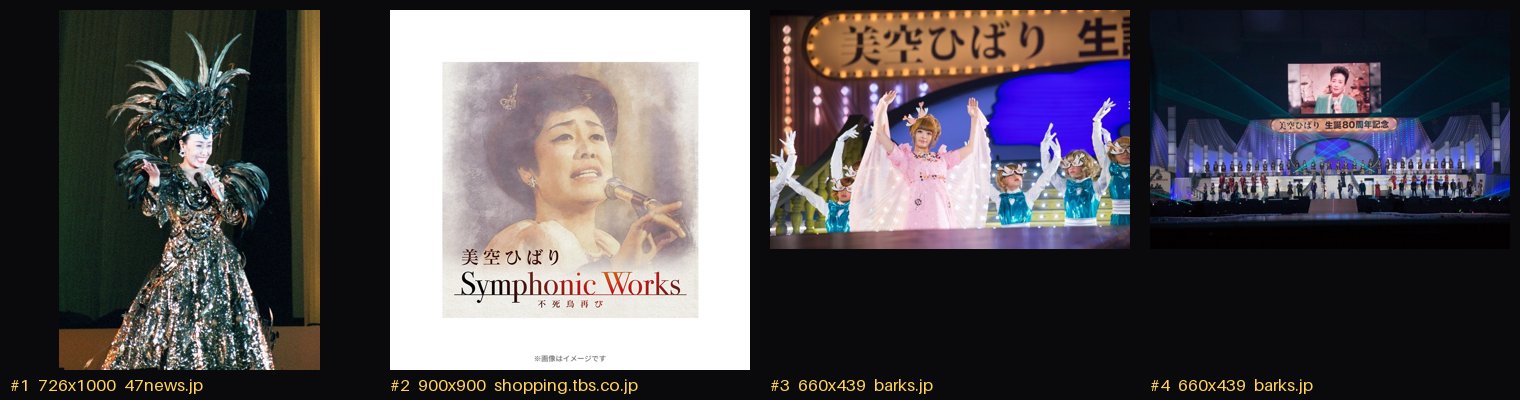 美空ひばり
Symphonic Works
不死鳥再び
※画像はイメージです
美空ひばり 生誕
美空ひばり 生誕80周年記念
#1 726x1000 47news.jp
#2 900x900 shopping.tbs.co.jp
#3 660x439 barks.jp
#4 660x439 barks.jp